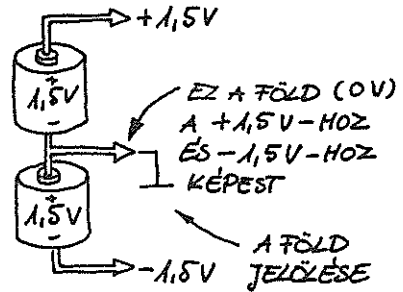 +1,5V
+
1,5V
-
EZ A FÖLD (0V)
A +1,5V-HOZ
ÉS -1,5V-HOZ
KÉPEST
+
1,5V
-
A FÖLD
JELÖLÉSE
-1,5V